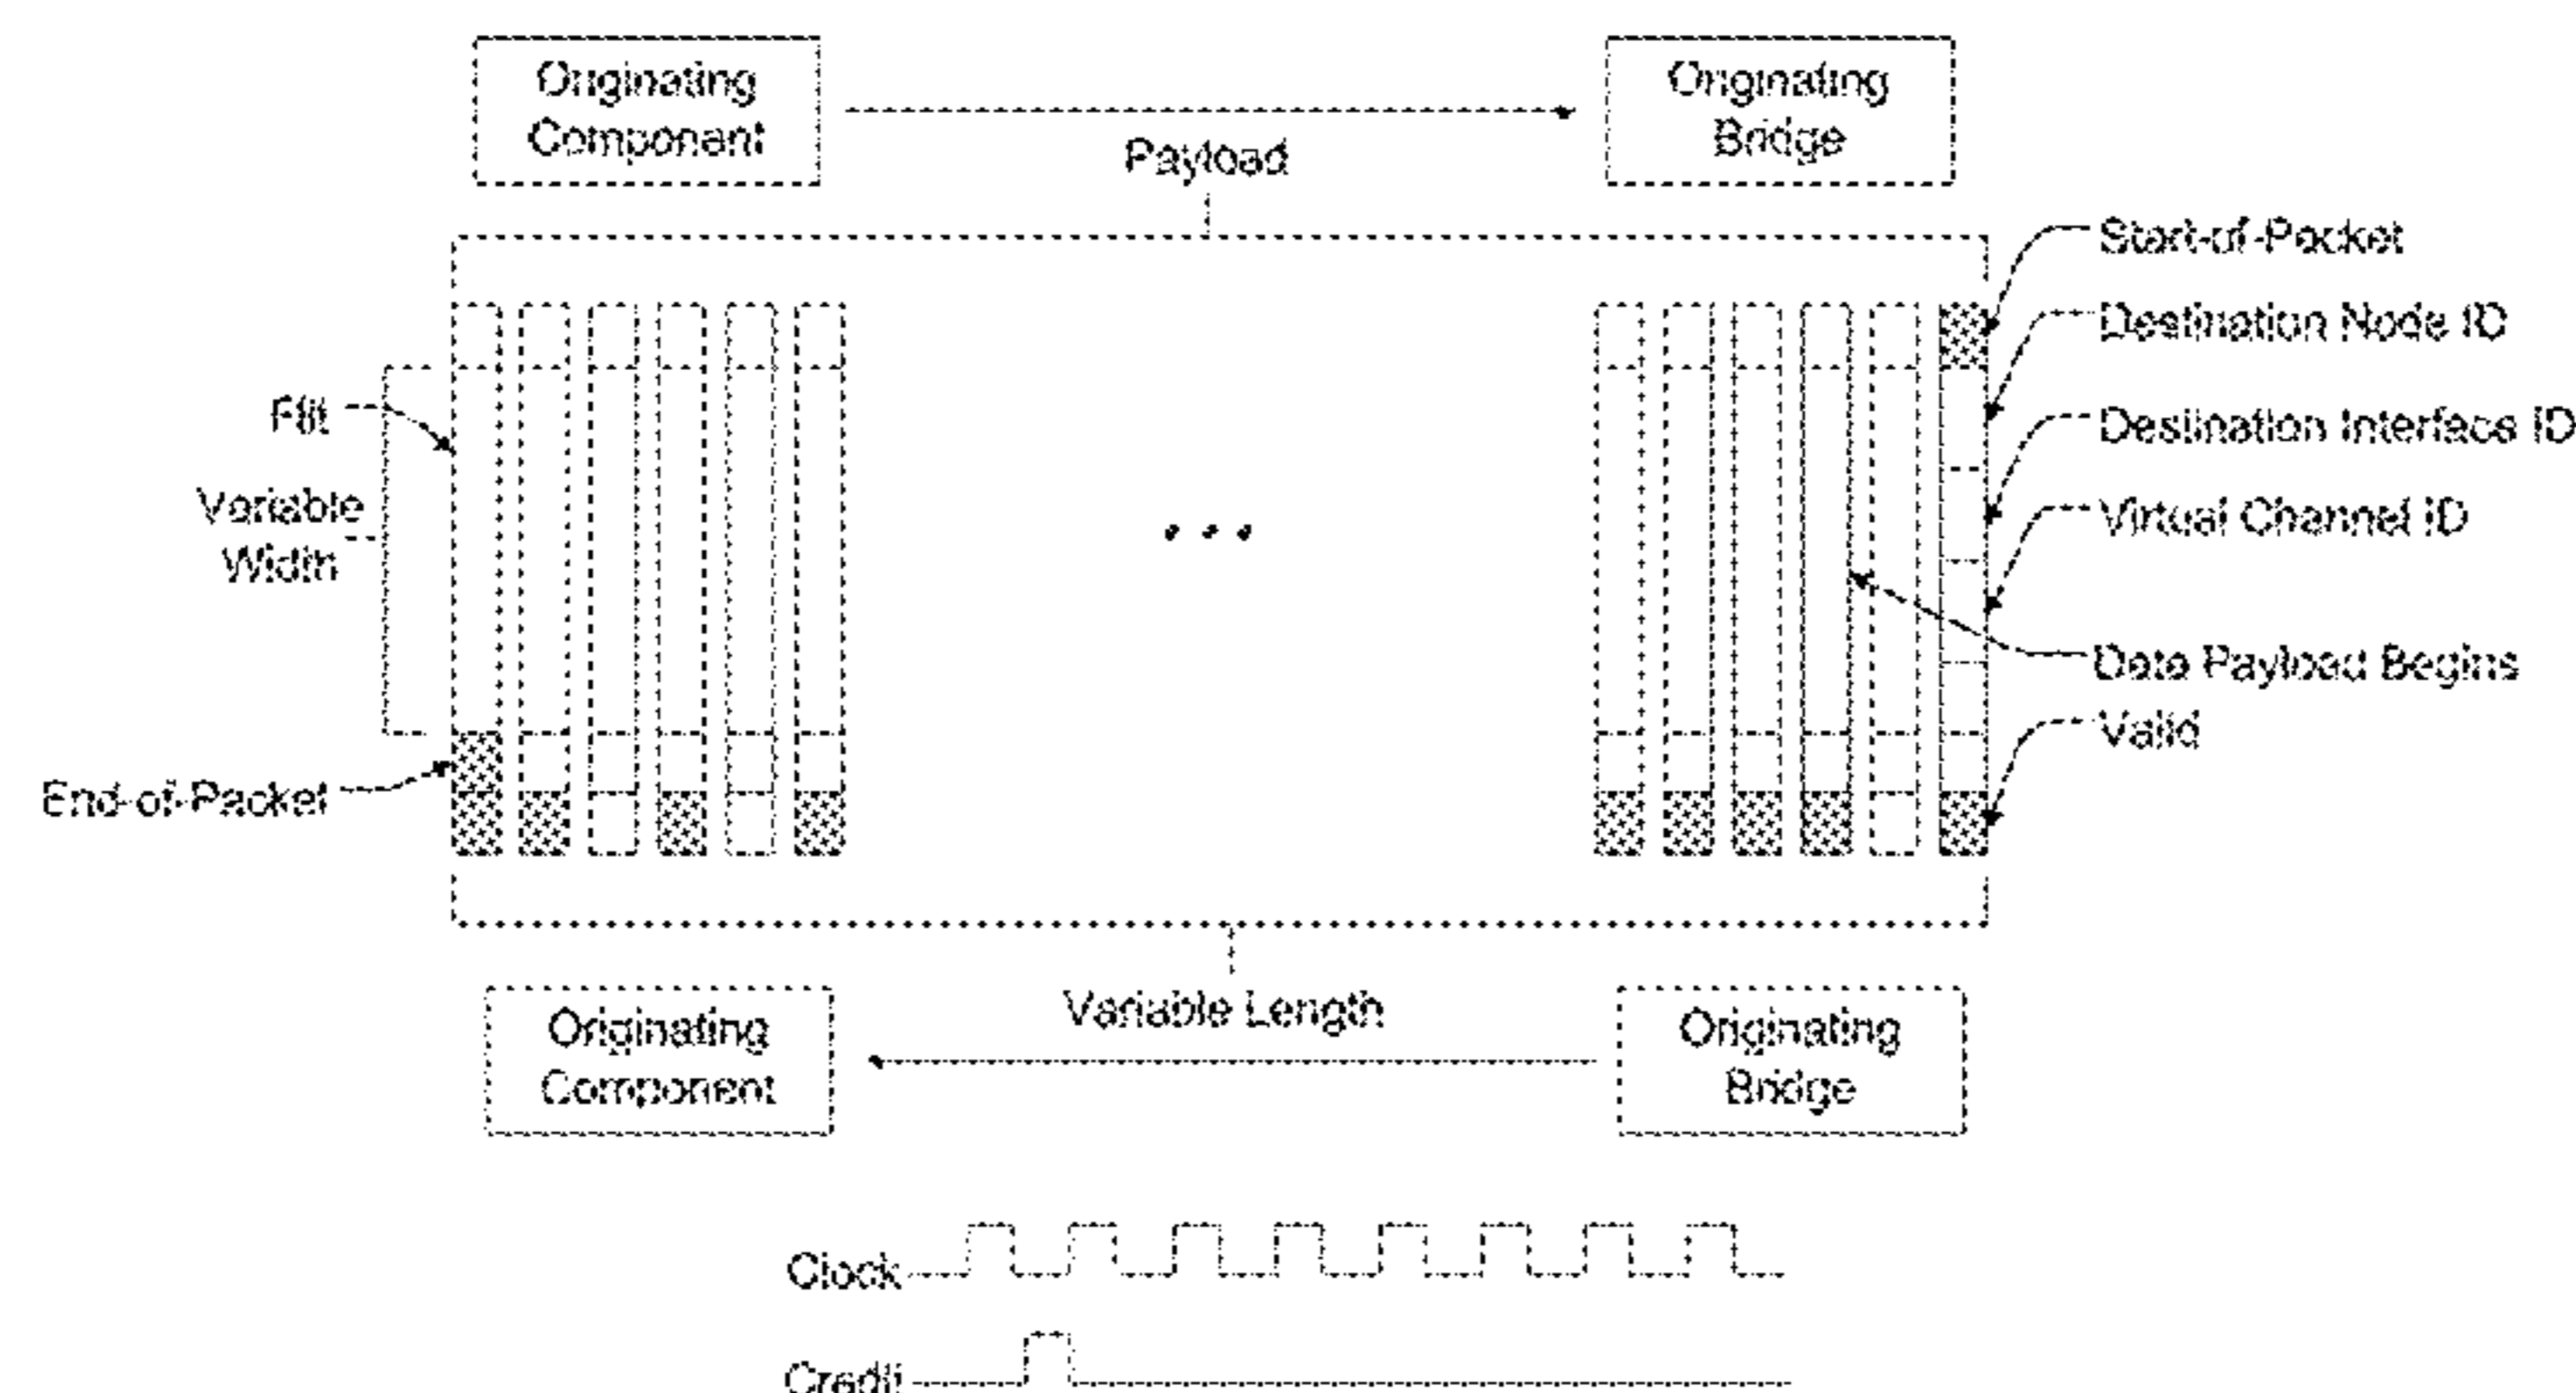 Originating
Component
Originating
Bridge
Payload
Start-of-Packet
Destination Node ID
Flit
Destination Interface ID
Variable
Width
Virtual Channel ID
Data Payload Begins
Valid
End-of-Packet
Originating
Component
Variable Length
Originating
Bridge
Clock
Credit